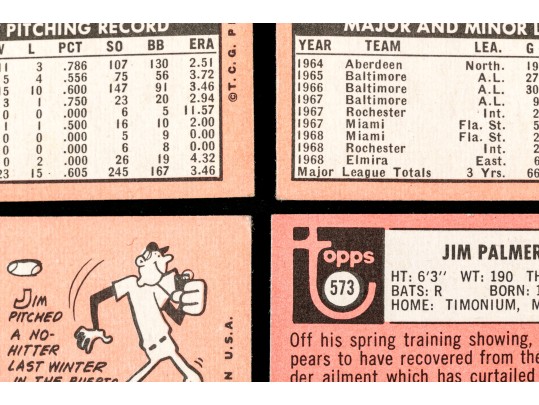 PITCHING RECORD
W L PCT SO BB ERA
11 3 .786 107 130 2.51
5 4 .556 75 56 3.72
15 10 .600 147 91 3.46
3 1 .750 23 20 2.94
0 0 .000 6 5 11.57
1 1 .500 16 10 2.00
0 0 .000 5 9 0.00
0 0 .000 6 8 0.00
0 2 .000 26 19 4.32
23 15 .605 245 167 3.46
©T. C. G. P
MAJOR AND MINOR L
YEAR TEAM LEA. G
1964 Aberdeen North. 19
1965 Baltimore A.L. 27
1966 Baltimore A.L. 30
1967 Baltimore A.L. 9
1967 Rochester Int. 2
1967 Miami Fla. St. 5
1968 Miami Fla. St. 2
1968 Rochester Int. 2
1968 Elmira East. 6
Major League Totals 3 Yrs. 66
JIM
PITCHED
A NO-
HITTER
LAST WINTER
IN THE PUERTO
N U.S.A.
Topps
573
JIM PALMER
HT: 6'3" WT: 190 TH
BATS: R BORN: 1
HOME: TIMONIUM, M
Off his spring training showing,
pears to have recovered from the
der ailment which has curtailed